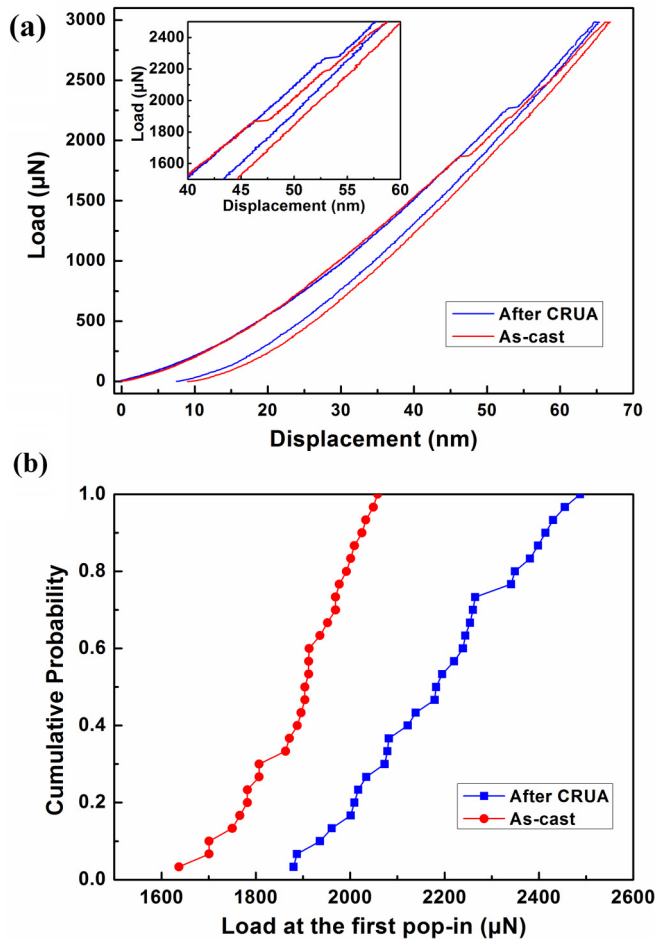 (a)
3000
2500
2000
1500
1000
500
0
Load (µN)
2400
2200
2000
1800
1600
Load (µN)
40 45 50 55 60
Displacement (nm)
After CRUA
As-cast
0 10 20 30 40 50 60 70
Displacement (nm)
(b)
1.0
0.8
0.6
0.4
0.2
0.0
Cumulative Probability
After CRUA
As-cast
1600 1800 2000 2200 2400 2600
Load at the first pop-in (µN)